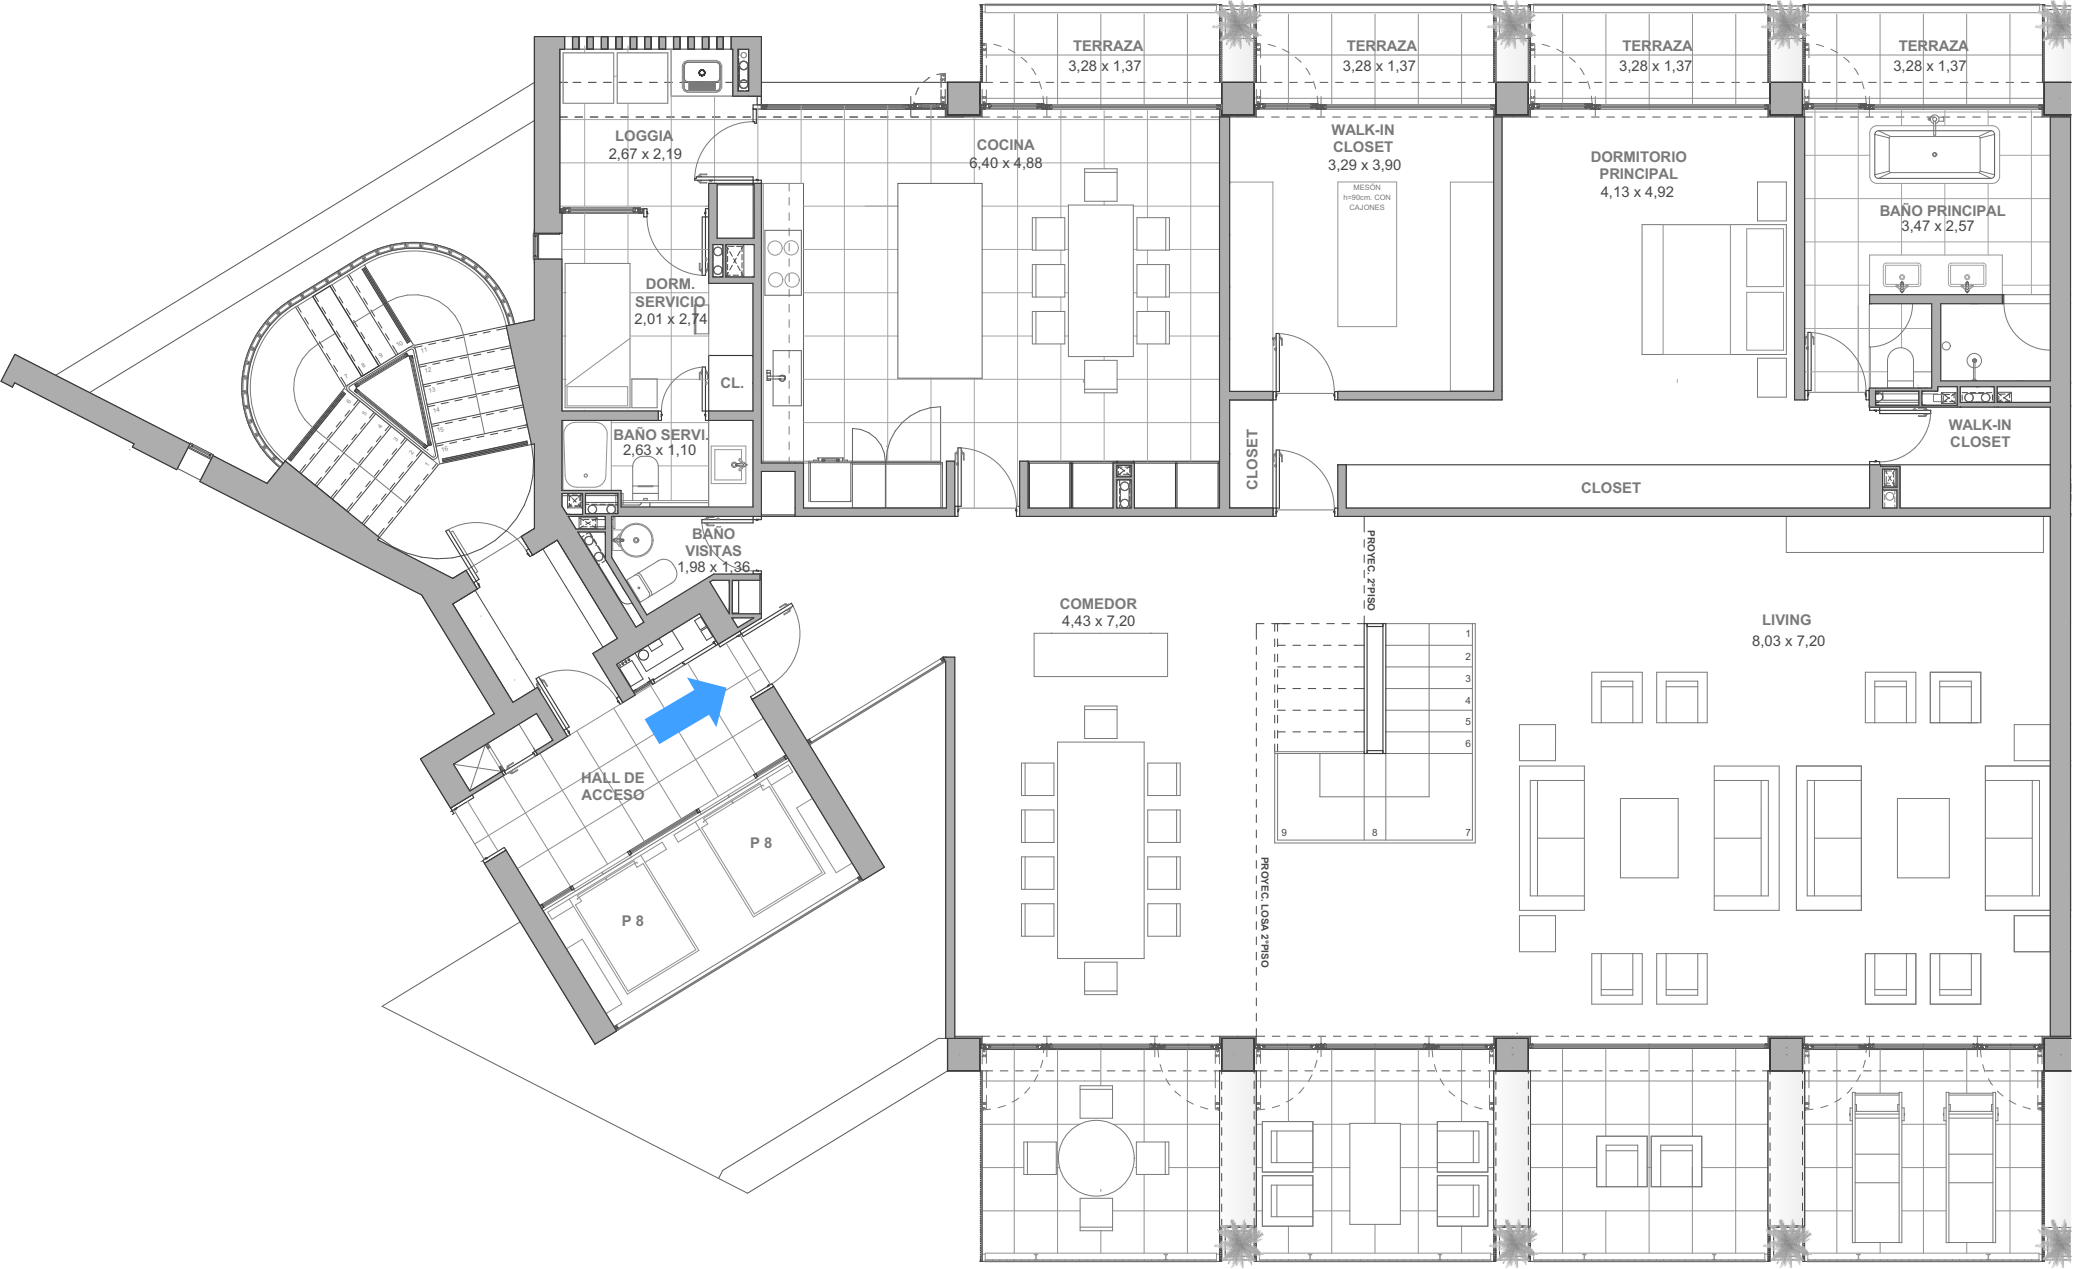 TERRAZA
3,28 x 1,37
TERRAZA
3,28 x 1,37
TERRAZA
3,28 x 1,37
TERRAZA
3,28 x 1,37
LOGGIA
2,67 x 2,19
COCINA
6,40 x 4,88
WALK-IN
CLOSET
3,29 x 3,90
MESÓN
h=90cm. CON
CAJONES
DORMITORIO
PRINCIPAL
4,13 x 4,92
BAÑO PRINCIPAL
3,47 x 2,57
DORM.
SERVICIO
2,01 x 2,74
CL.
BAÑO SERVI.
2,63 x 1,10
CLOSET
WALK-IN
CLOSET
CLOSET
BAÑO
VISITAS
1,98 x 1,36
PROYEC. 2°PISO
COMEDOR
4,43 x 7,20
LIVING
8,03 x 7,20
1
2
3
4
5
6
9
8
7
HALL DE
ACCESO
P 8
P 8
PROYEC. LOSA 2°PISO